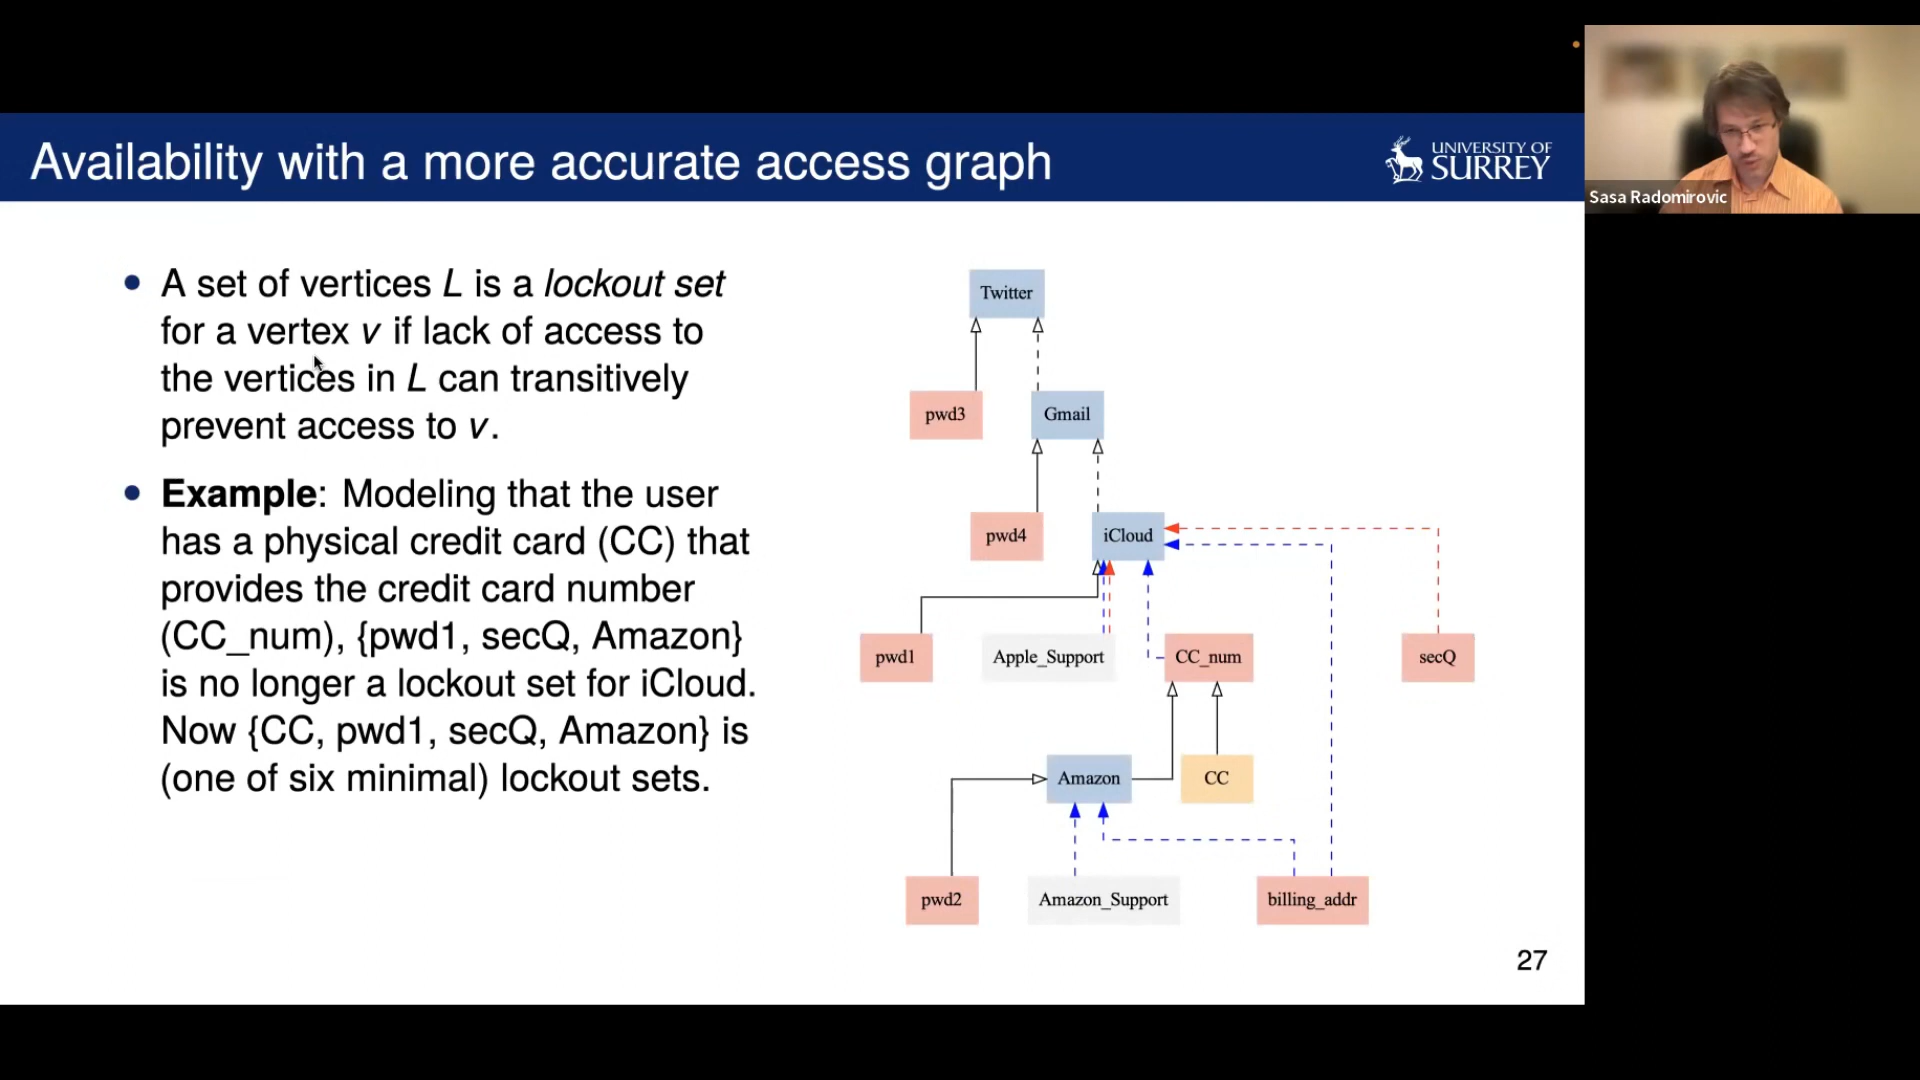 Availability with a more accurate access graph
UNIVERSITY OF
SURREY
Sasa Radomirovic
• A set of vertices L is a lockout set
for a vertex v if lack of access to
the vertices in L can transitively
prevent access to v.
• Example: Modeling that the user
has a physical credit card (CC) that
provides the credit card number
(CC_num), {pwd1, secQ, Amazon}
is no longer a lockout set for iCloud.
Now {CC, pwd1, secQ, Amazon} is
(one of six minimal) lockout sets.
Twitter
pwd3
Gmail
pwd4
iCloud
pwd1
Apple_Support
CC_num
secQ
Amazon
CC
pwd2
Amazon_Support
billing_addr
27